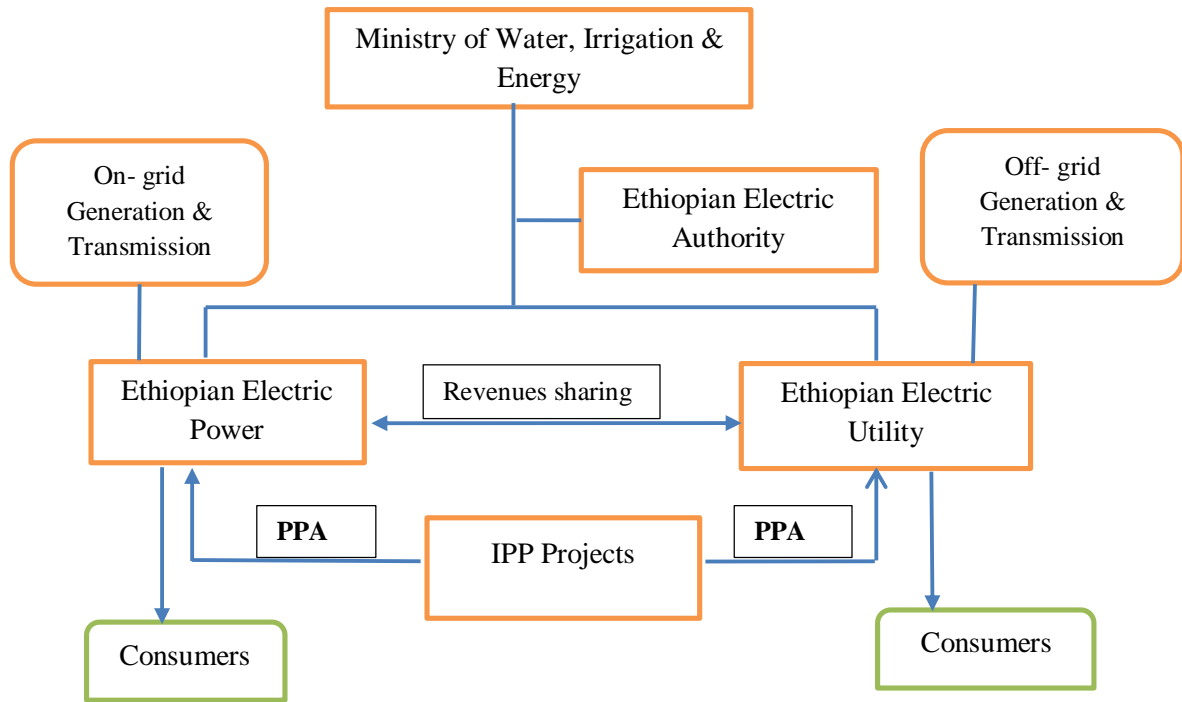 Ministry of Water, Irrigation &
Energy
On- grid
Generation &
Transmission
Ethiopian Electric
Authority
Off- grid
Generation &
Transmission
Ethiopian Electric
Power
Revenues sharing
Ethiopian Electric
Utility
PPA
IPP Projects
PPA
Consumers
Consumers